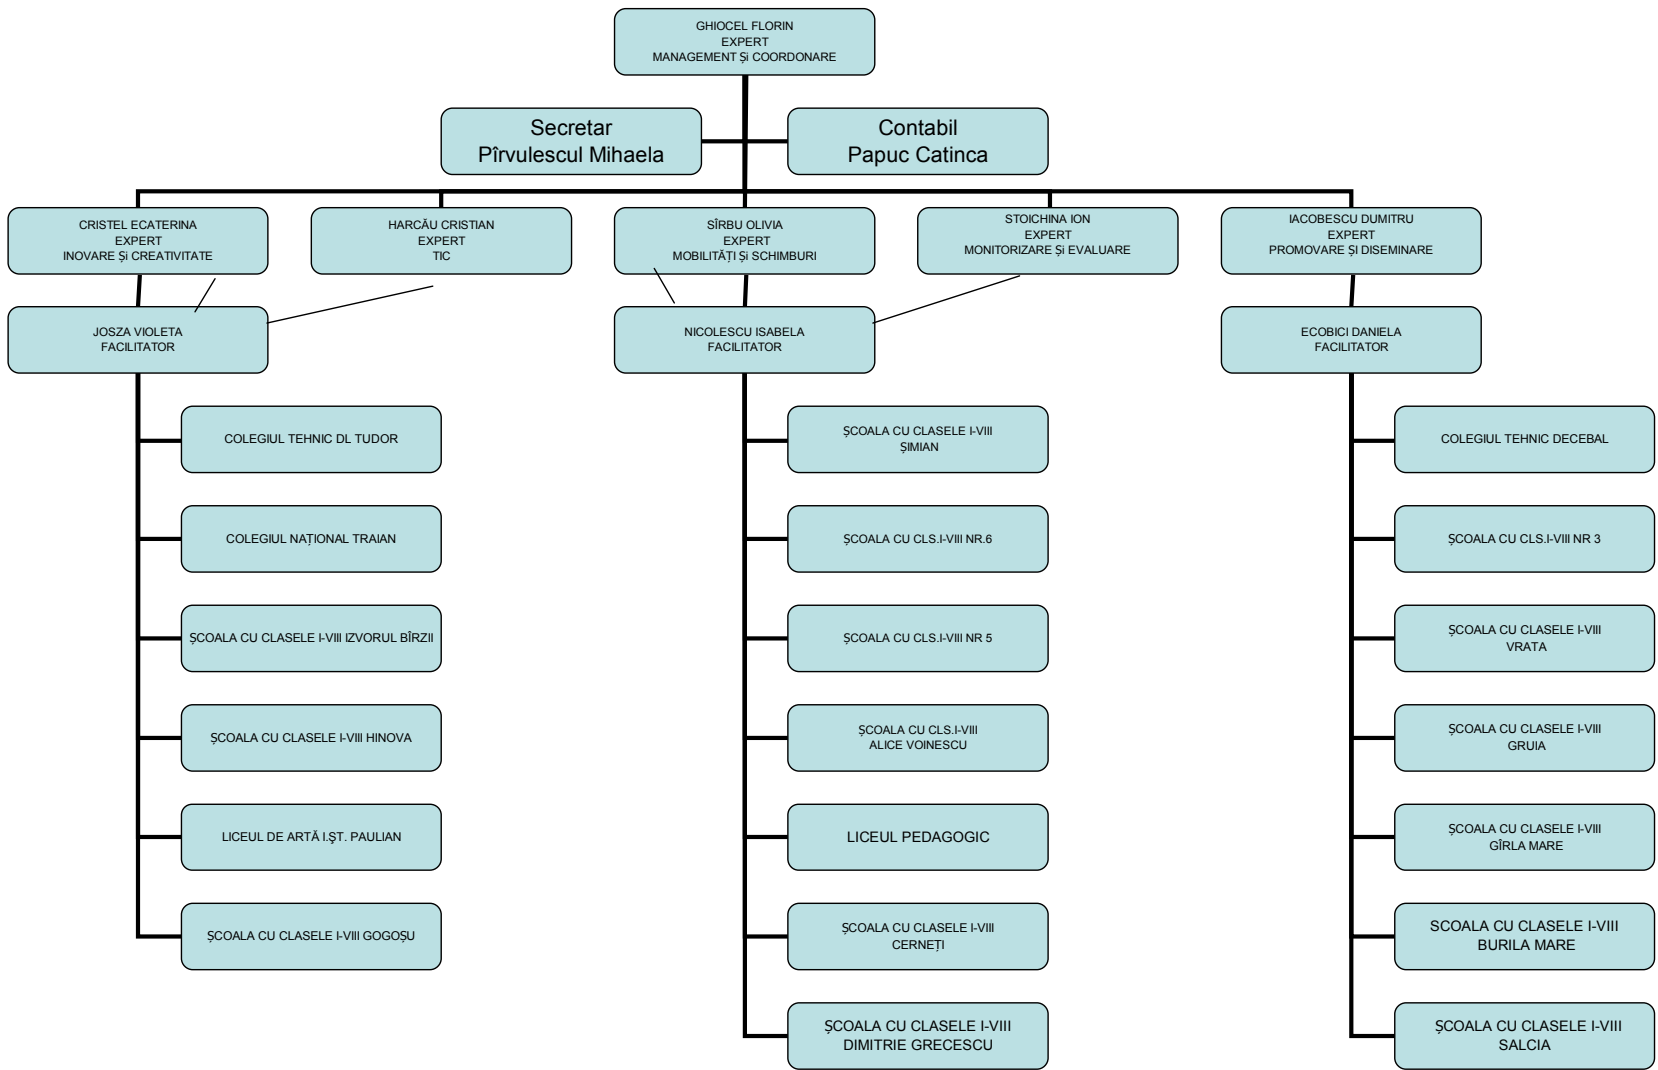 GHIOCEL FLORIN
EXPERT
MANAGEMENT Şi COORDONARE
Secretar
Pîrvulescul Mihaela
Contabil
Papuc Catinca
CRISTEL ECATERINA
EXPERT
INOVARE Şi CREATIVITATE
HARCĂU CRISTIAN
EXPERT
TIC
SÎRBU OLIVIA
EXPERT
MOBILITĂŢI Şi SCHIMBURI
STOICHINA ION
EXPERT
MONITORIZARE Şi EVALUARE
IACOBESCU DUMITRU
EXPERT
PROMOVARE ŞI DISEMINARE
JOSZA VIOLETA
FACILITATOR
NICOLESCU ISABELA
FACILITATOR
ECOBICI DANIELA
FACILITATOR
COLEGIUL TEHNIC DL TUDOR
COLEGIUL NAŢIONAL TRAIAN
ŞCOALA CU CLASELE I-VIII IZVORUL BÎRZII
ŞCOALA CU CLASELE I-VIII HINOVA
LICEUL DE ARTĂ I.ŞT. PAULIAN
ŞCOALA CU CLASELE I-VIII GOGOŞU
ŞCOALA CU CLASELE I-VIII
ŞIMIAN
ŞCOALA CU CLS.I-VIII NR.6
ŞCOALA CU CLS.I-VIII NR 5
ŞCOALA CU CLS.I-VIII
ALICE VOINESCU
LICEUL PEDAGOGIC
ŞCOALA CU CLASELE I-VIII
CERNEŢI
ŞCOALA CU CLASELE I-VIII
DIMITRIE GRECESCU
COLEGIUL TEHNIC DECEBAL
ŞCOALA CU CLS.I-VIII NR 3
ŞCOALA CU CLASELE I-VIII
VRATA
ŞCOALA CU CLASELE I-VIII
GRUIA
ŞCOALA CU CLASELE I-VIII
GÎRLA MARE
SCOALA CU CLASELE I-VIII
BURILA MARE
ŞCOALA CU CLASELE I-VIII
SALCIA